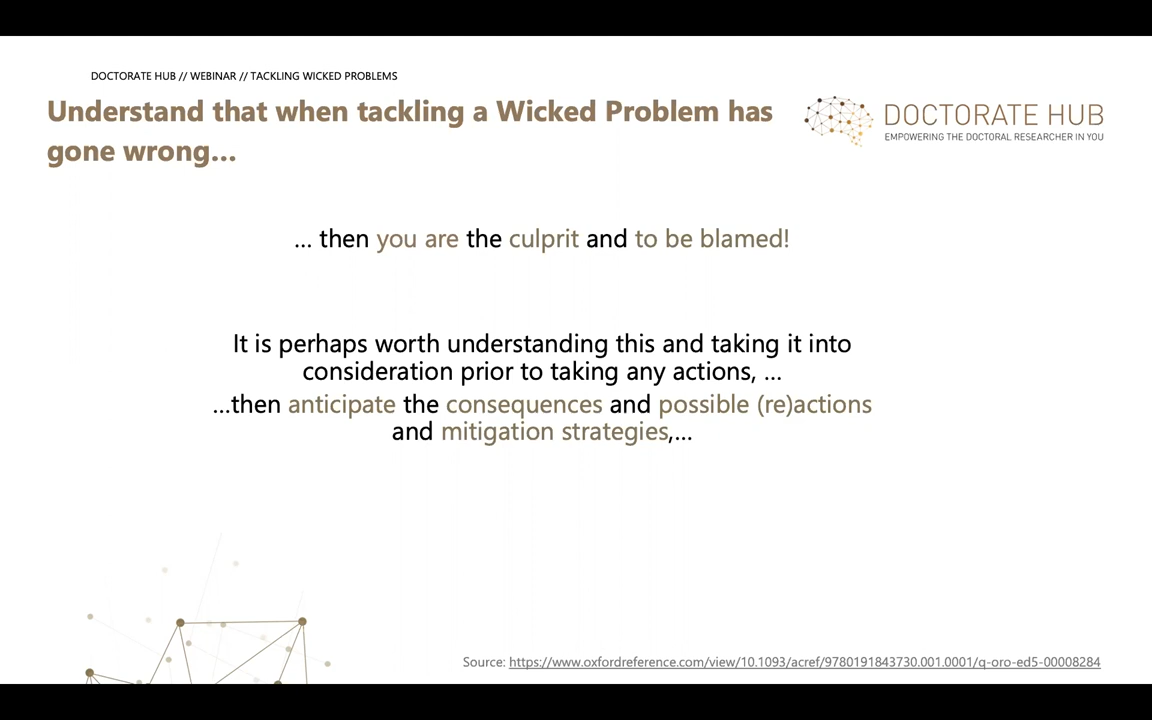 DOCTORATE HUB // WEBINAR // TACKLING WICKED PROBLEMS
Understand that when tackling a Wicked Problem has
gone wrong...
DOCTORATE HUB
EMPOWERING THE DOCTORAL RESEARCHER IN YOU
... then you are the culprit and to be blamed!
It is perhaps worth understanding this and taking it into
consideration prior to taking any actions, ...
...then anticipate the consequences and possible (re)actions
and mitigation strategies,...
Source: https://www.oxfordreference.com/view/10.1093/acref/9780191843730.001.0001/q-oro-ed5-00008284